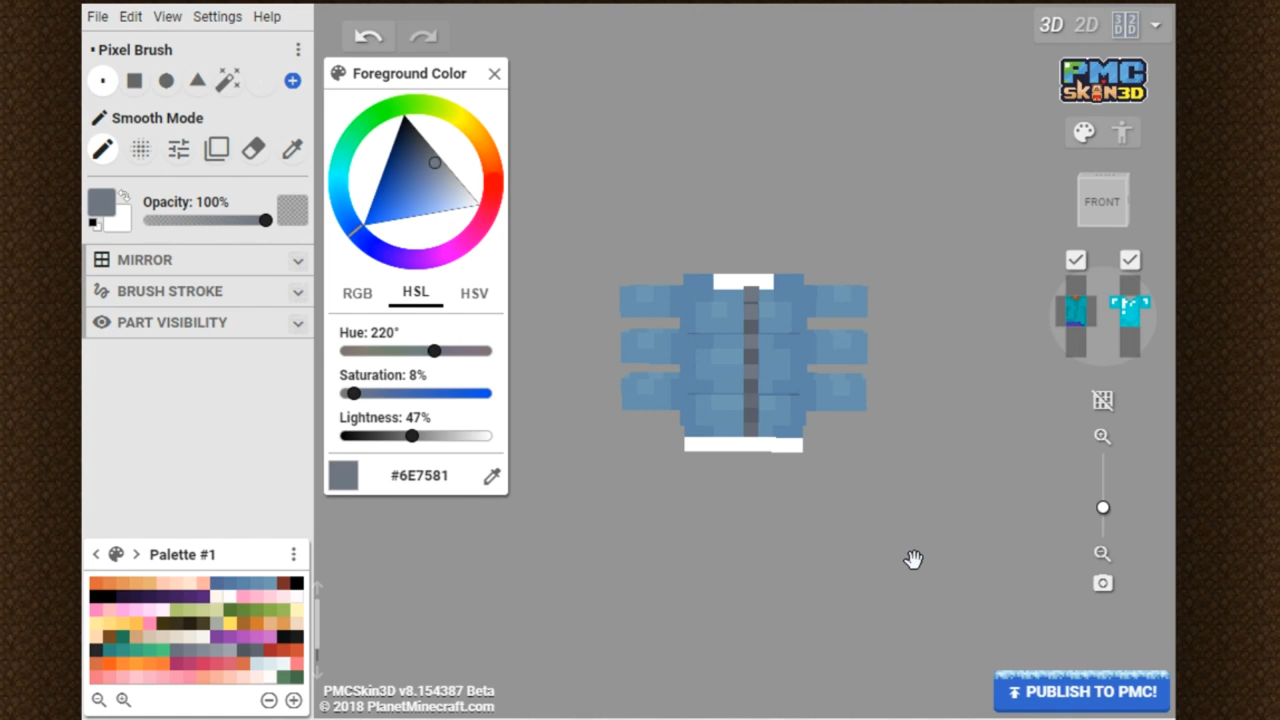 File Edit View Settings Help
Pixel Brush
Smooth Mode
Opacity: 100%
MIRROR
BRUSH STROKE
PART VISIBILITY
Palette #1
Foreground Color
RGB HSL HSV
Hue: 220°
Saturation: 8%
Lightness: 47%
#6E7581
PMCSkin3D v8.154387 Beta
© 2018 PlanetMinecraft.com
3D 2D 3D 2D
PMC
SKIN3D
FRONT
PUBLISH TO PMC!